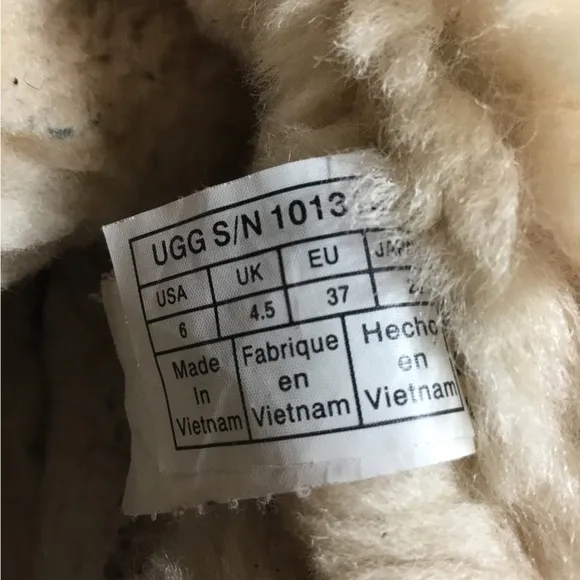 UGG S/N 1013
USA UK EU
6 4.5 37
Made Fabrique Hecho
In en en
Vietnam Vietnam Vietnam